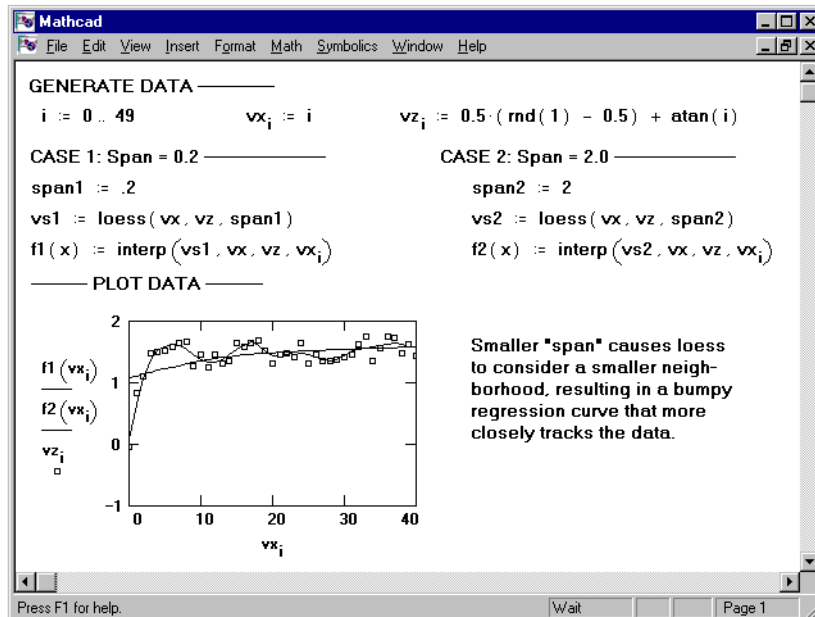 Mathcad
File Edit View Insert Format Math Symbolics Window Help
GENERATE DATA
i := 0 .. 49 vx_i := i vz_i := 0.5·(rnd(1) − 0.5) + atan(i)
CASE 1: Span = 0.2 CASE 2: Span = 2.0
span1 := .2 span2 := 2
vs1 := loess(vx, vz, span1) vs2 := loess(vx, vz, span2)
f1(x) := interp(vs1, vx, vz, vx_i) f2(x) := interp(vs2, vx, vz, vx_i)
PLOT DATA
f1(vx_i)
f2(vx_i)
vz_i
2
1
0
−1
0 10 20 30 40
vx_i
Smaller "span" causes loess
to consider a smaller neigh-
borhood, resulting in a bumpy
regression curve that more
closely tracks the data.
Press F1 for help. Wait Page 1